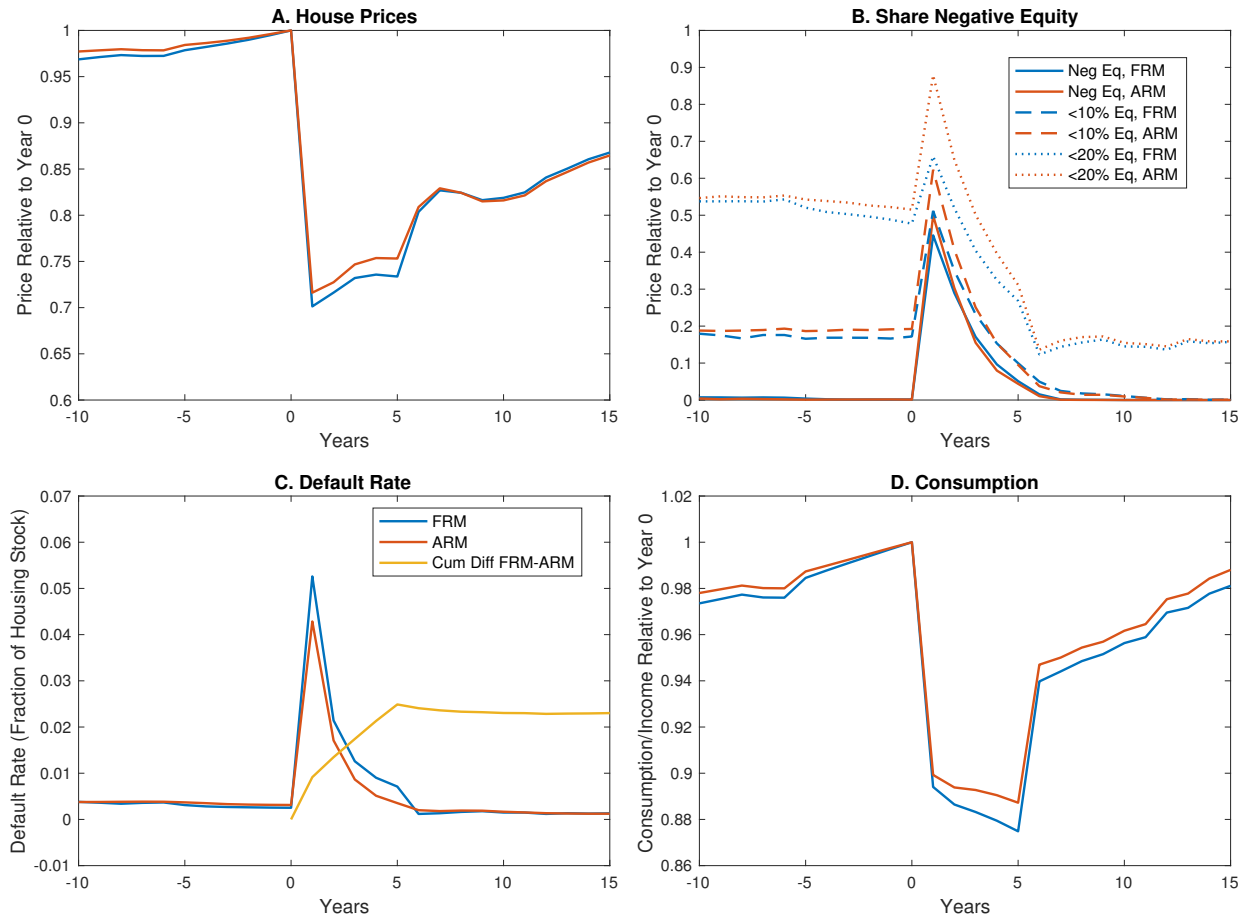 A. House Prices
Price Relative to Year 0
1
0.95
0.9
0.85
0.8
0.75
0.7
0.65
0.6
-10
-5
0
5
10
15
Years
B. Share Negative Equity
Price Relative to Year 0
1
0.9
0.8
0.7
0.6
0.5
0.4
0.3
0.2
0.1
0
Neg Eq, FRM
Neg Eq, ARM
<10% Eq, FRM
<10% Eq, ARM
<20% Eq, FRM
<20% Eq, ARM
-10
-5
0
5
10
15
Years
C. Default Rate
Default Rate (Fraction of Housing Stock)
0.07
0.06
0.05
0.04
0.03
0.02
0.01
0
-0.01
FRM
ARM
Cum Diff FRM-ARM
-10
-5
0
5
10
15
Years
D. Consumption
Consumption/Income Relative to Year 0
1.02
1
0.98
0.96
0.94
0.92
0.9
0.88
0.86
-10
-5
0
5
10
15
Years